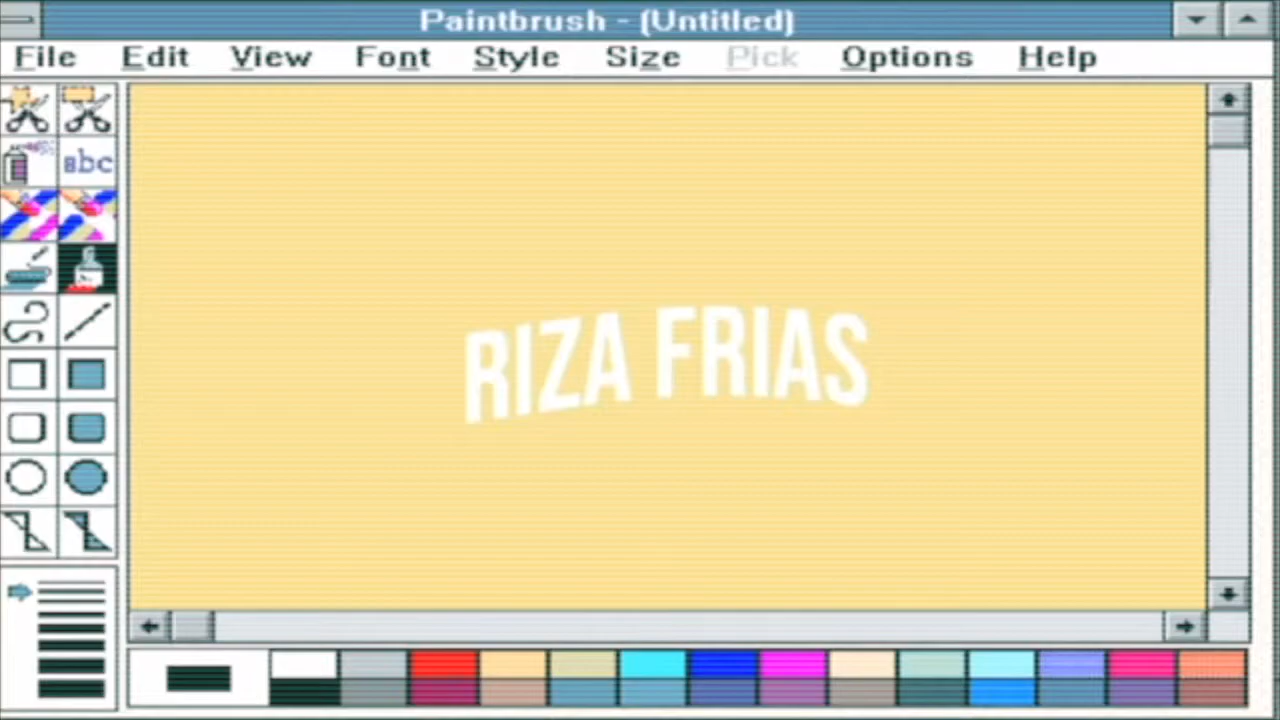 Paintbrush - (Untitled)
File Edit View Font Style Size Pick Options Help
abc
RIZA FRIAS